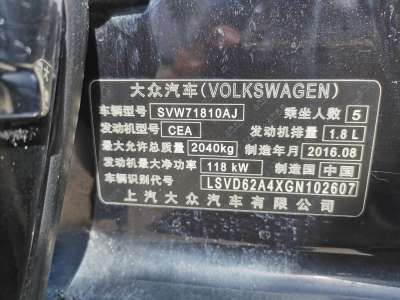 大众汽车(VOLKSWAGEN)
车辆型号 SVW71810AJ 乘坐人数 5
发动机型号 CEA 发动机排量 1.8 L
最大允许总质量 2040kg 制造年月 2016.08
发动机最大净功率 118 kW 制造国 中国
车辆识别代号 LSVD62A4XGN102607
上汽大众汽车有限公司